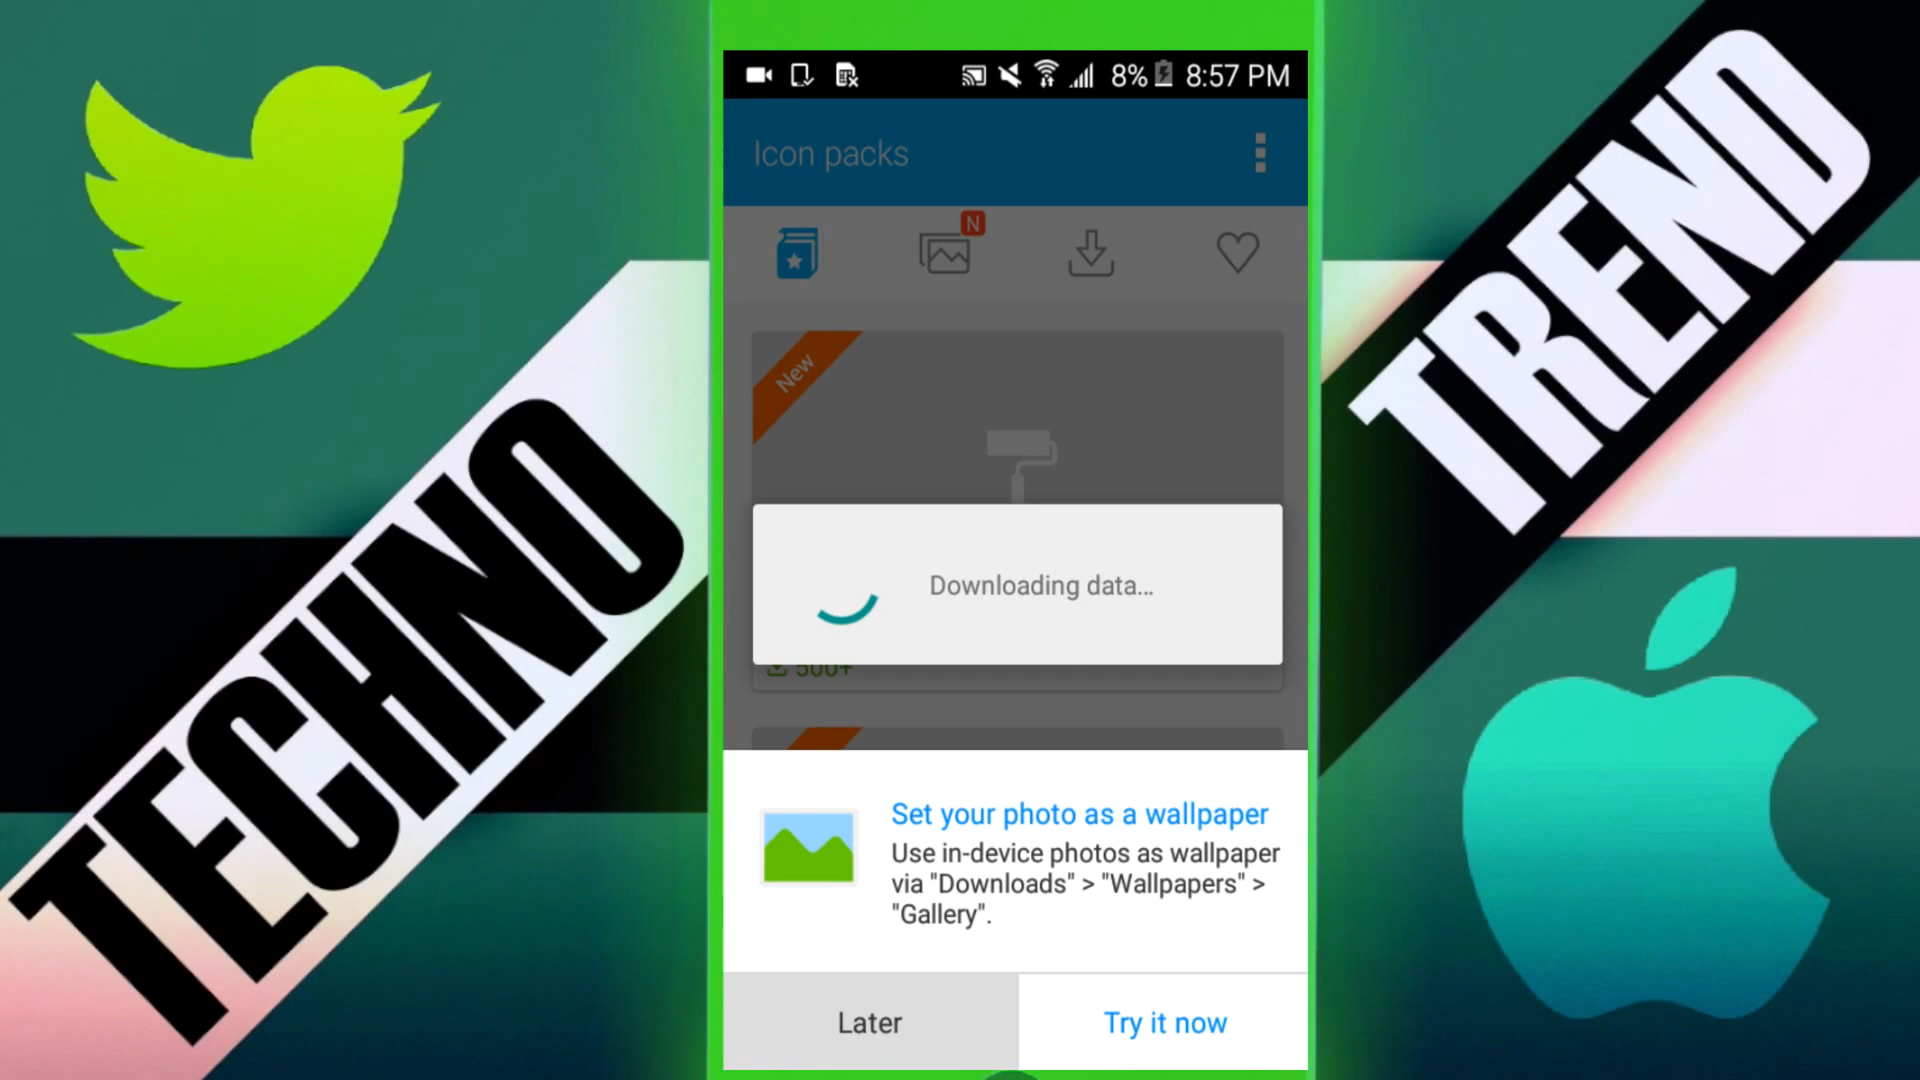 TECHNO
TREND
8% 8:57 PM
Icon packs
N
New
Downloading data...
500+
Set your photo as a wallpaper
Use in-device photos as wallpaper
via "Downloads" > "Wallpapers" >
"Gallery".
Later
Try it now